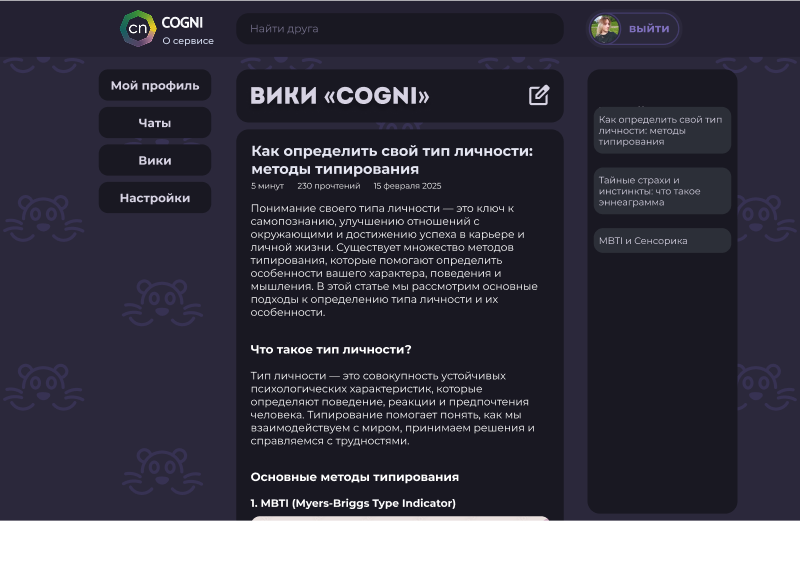 cn
COGNI
О сервисе
Найти друга
выйти
Мой профиль
Чаты
Вики
Настройки
ВИКИ «COGNI»
Как определить свой тип личности:
методы типирования
5 минут 230 прочтений 15 февраля 2025
Понимание своего типа личности — это ключ к
самопознанию, улучшению отношений с
окружающими и достижению успеха в карьере и
личной жизни. Существует множество методов
типирования, которые помогают определить
особенности вашего характера, поведения и
мышления. В этой статье мы рассмотрим основные
подходы к определению типа личности и их
особенности.
Что такое тип личности?
Тип личности — это совокупность устойчивых
психологических характеристик, которые
определяют поведение, реакции и предпочтения
человека. Типирование помогает понять, как мы
взаимодействуем с миром, принимаем решения и
справляемся с трудностями.
Основные методы типирования
1. MBTI (Myers-Briggs Type Indicator)
Как определить свой тип
личности: методы
типирования
Тайные страхи и
инстинкты: что такое
эннеаграмма
MBTI и Сенсорика